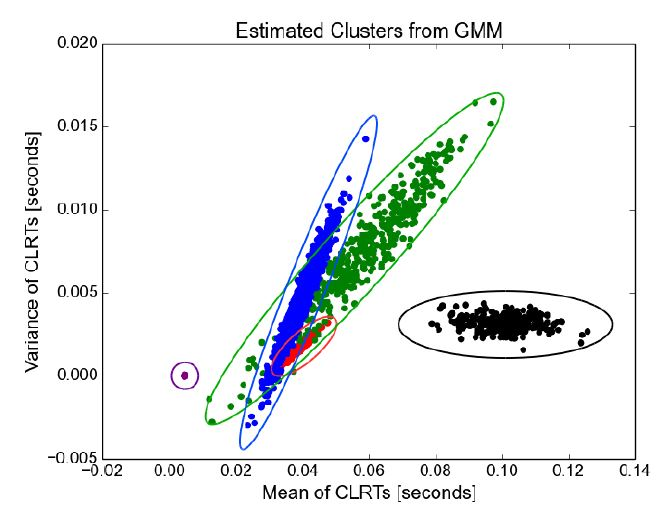 Estimated Clusters from GMM
0.020
0.015
0.010
0.005
0.000
−0.005
Variance of CLRTs [seconds]
−0.02 0.00 0.02 0.04 0.06 0.08 0.10 0.12 0.14
Mean of CLRTs [seconds]